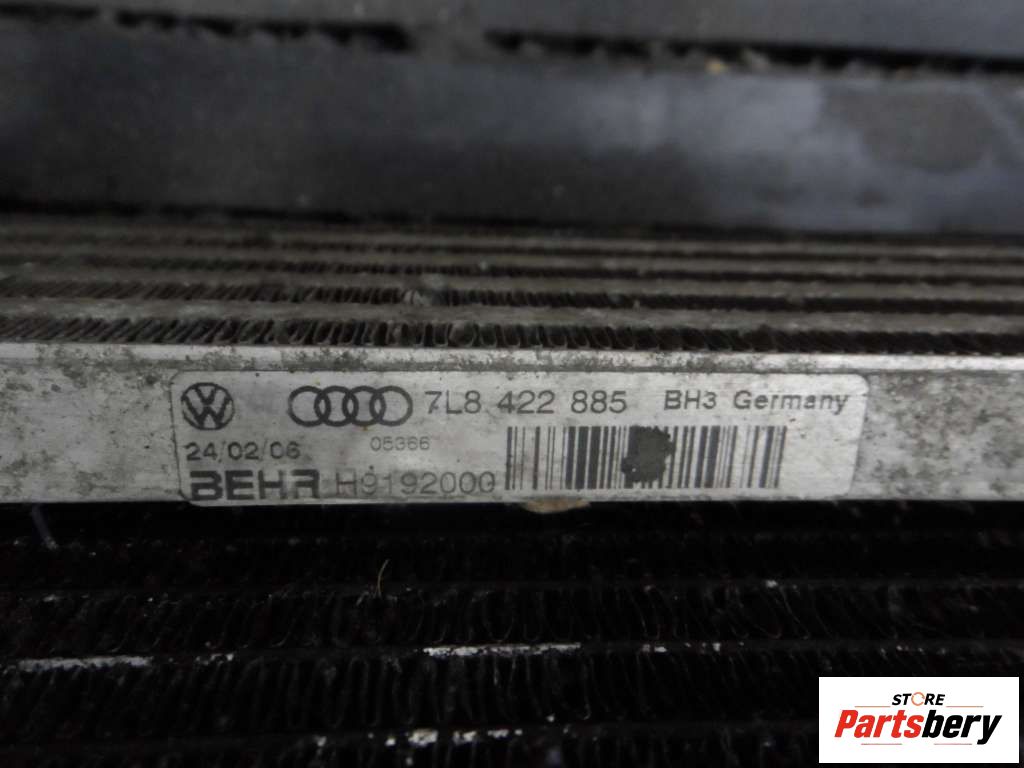 7L8 422 885 BH3 Germany
24/02/06 05366
BEHR H9192000
STORE
Partsbery